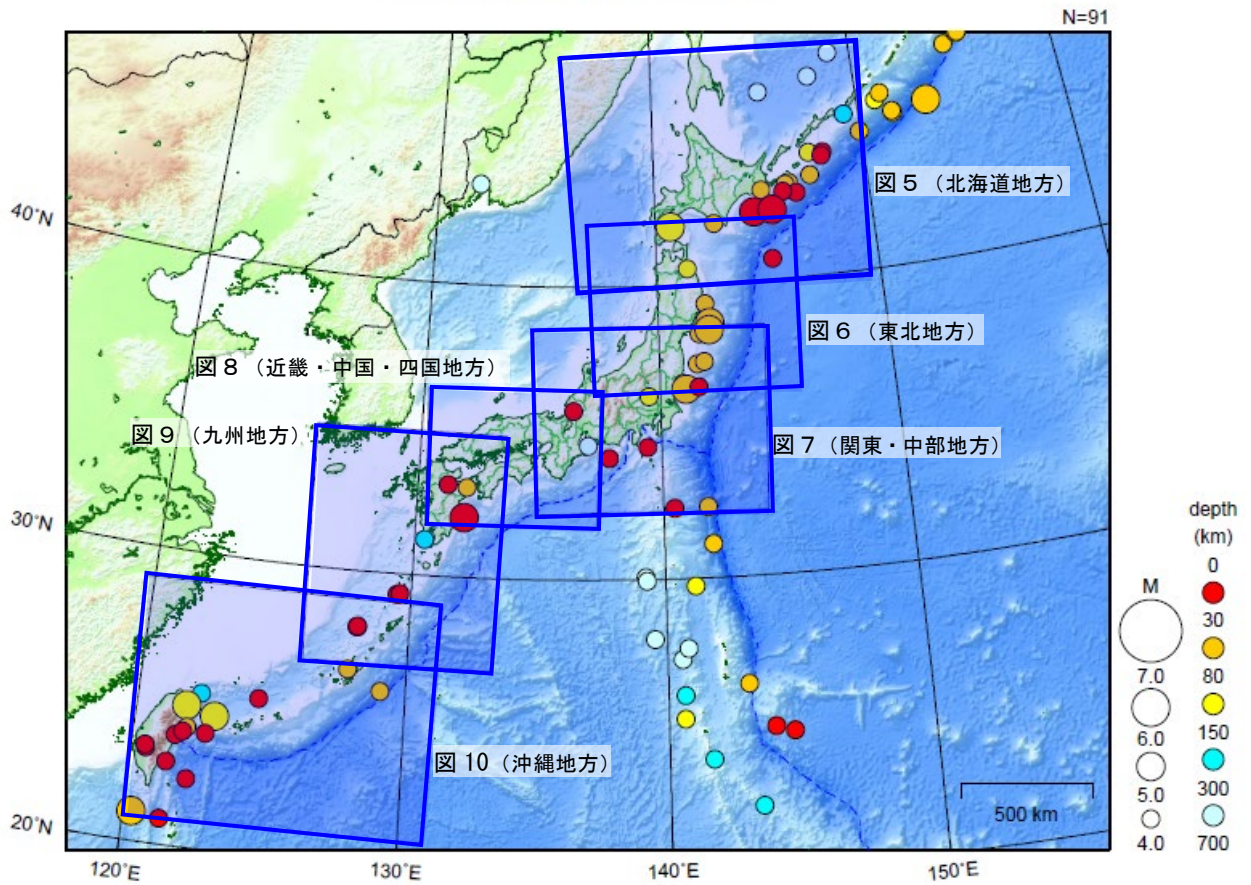 N=91
40˚N
30˚N
20˚N
120˚E
130˚E
140˚E
150˚E
図5（北海道地方）
図6（東北地方）
図8（近畿・中国・四国地方）
図9（九州地方）
図7（関東・中部地方）
図10（沖縄地方）
500 km
M
7.0
6.0
5.0
4.0
depth
(km)
0
30
80
150
300
700